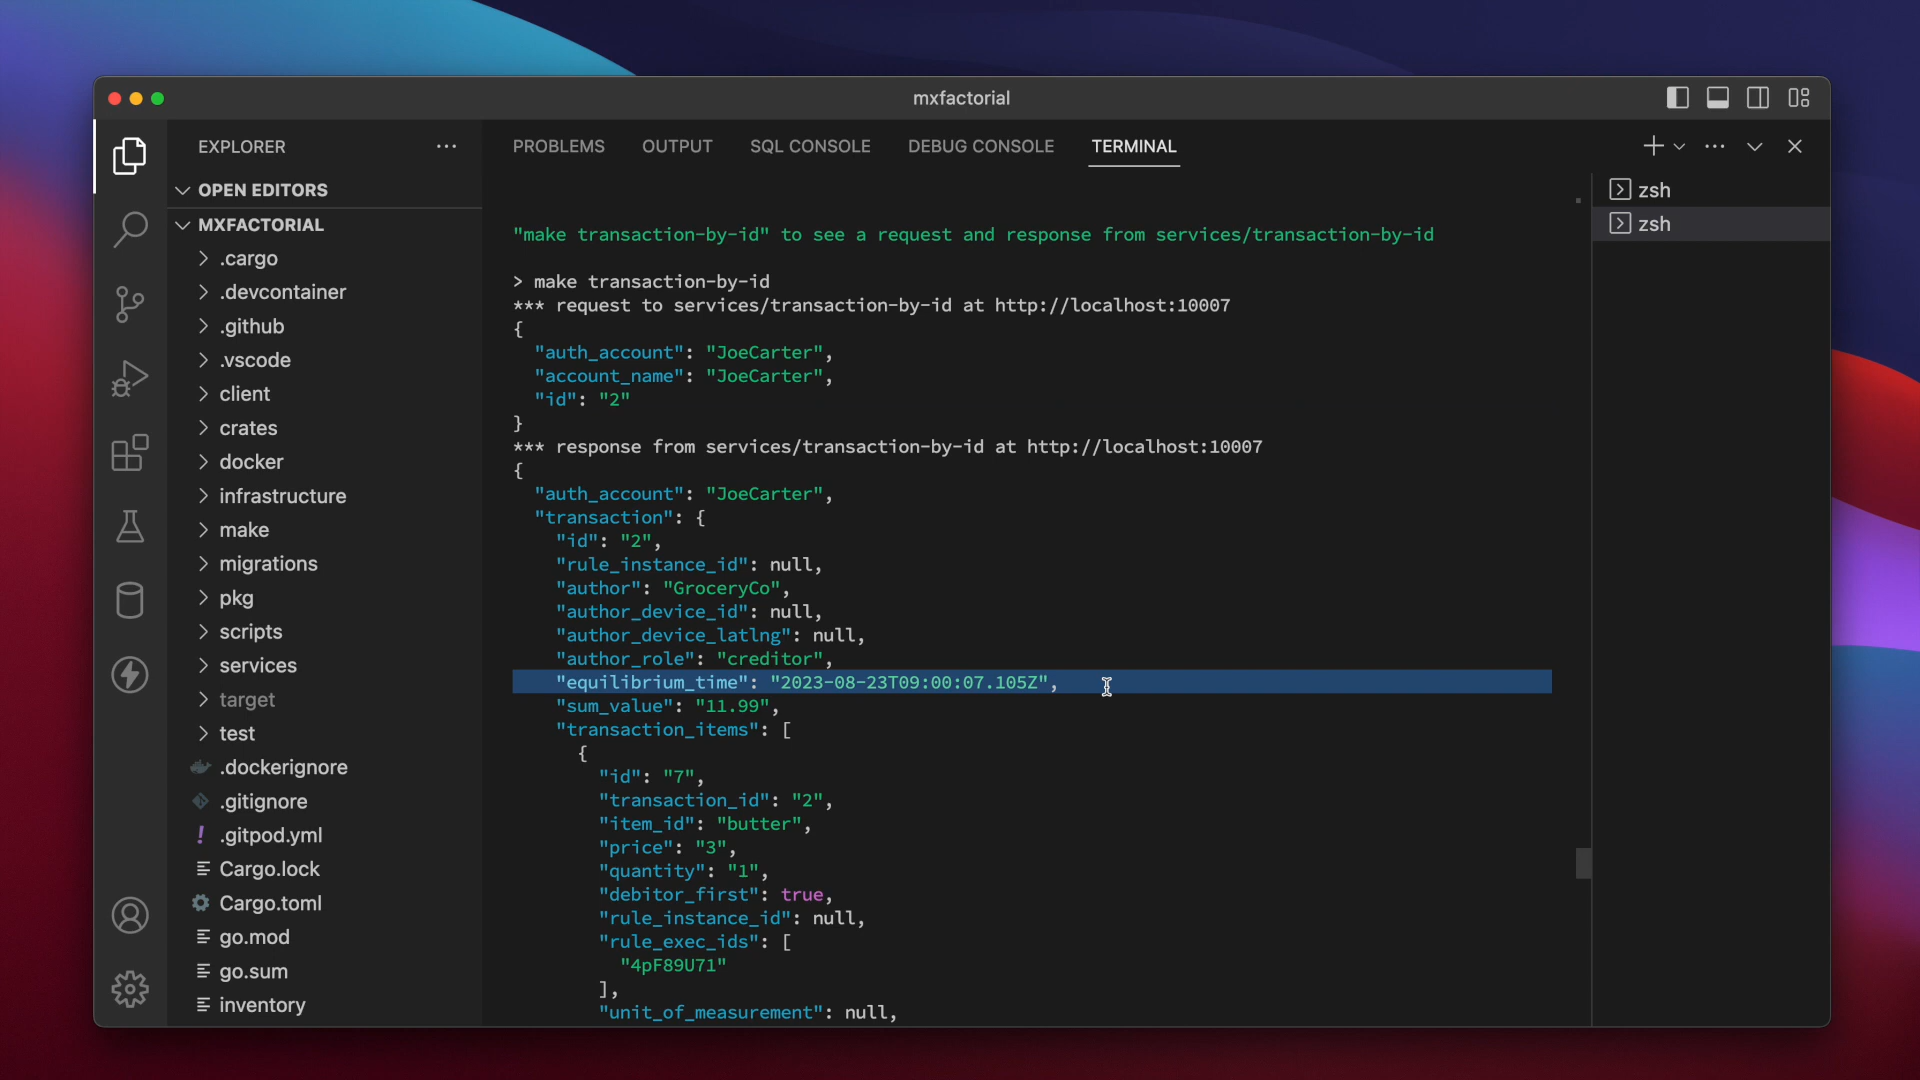 mxfactorial
EXPLORER
OPEN EDITORS
MXFACTORIAL
.cargo
.devcontainer
.github
.vscode
client
crates
docker
infrastructure
make
migrations
pkg
scripts
services
target
test
.dockerignore
.gitignore
! .gitpod.yml
Cargo.lock
Cargo.toml
go.mod
go.sum
inventory
PROBLEMS OUTPUT SQL CONSOLE DEBUG CONSOLE TERMINAL
"make transaction-by-id" to see a request and response from services/transaction-by-id
> make transaction-by-id
*** request to services/transaction-by-id at http://localhost:10007
{
"auth_account": "JoeCarter",
"account_name": "JoeCarter",
"id": "2"
}
*** response from services/transaction-by-id at http://localhost:10007
{
"auth_account": "JoeCarter",
"transaction": {
"id": "2",
"rule_instance_id": null,
"author": "GroceryCo",
"author_device_id": null,
"author_device_latlng": null,
"author_role": "creditor",
"equilibrium_time": "2023-08-23T09:00:07.105Z",
"sum_value": "11.99",
"transaction_items": [
{
"id": "7",
"transaction_id": "2",
"item_id": "butter",
"price": "3",
"quantity": "1",
"debitor_first": true,
"rule_instance_id": null,
"rule_exec_ids": [
"4pF89U71"
],
"unit_of_measurement": null,
zsh
zsh